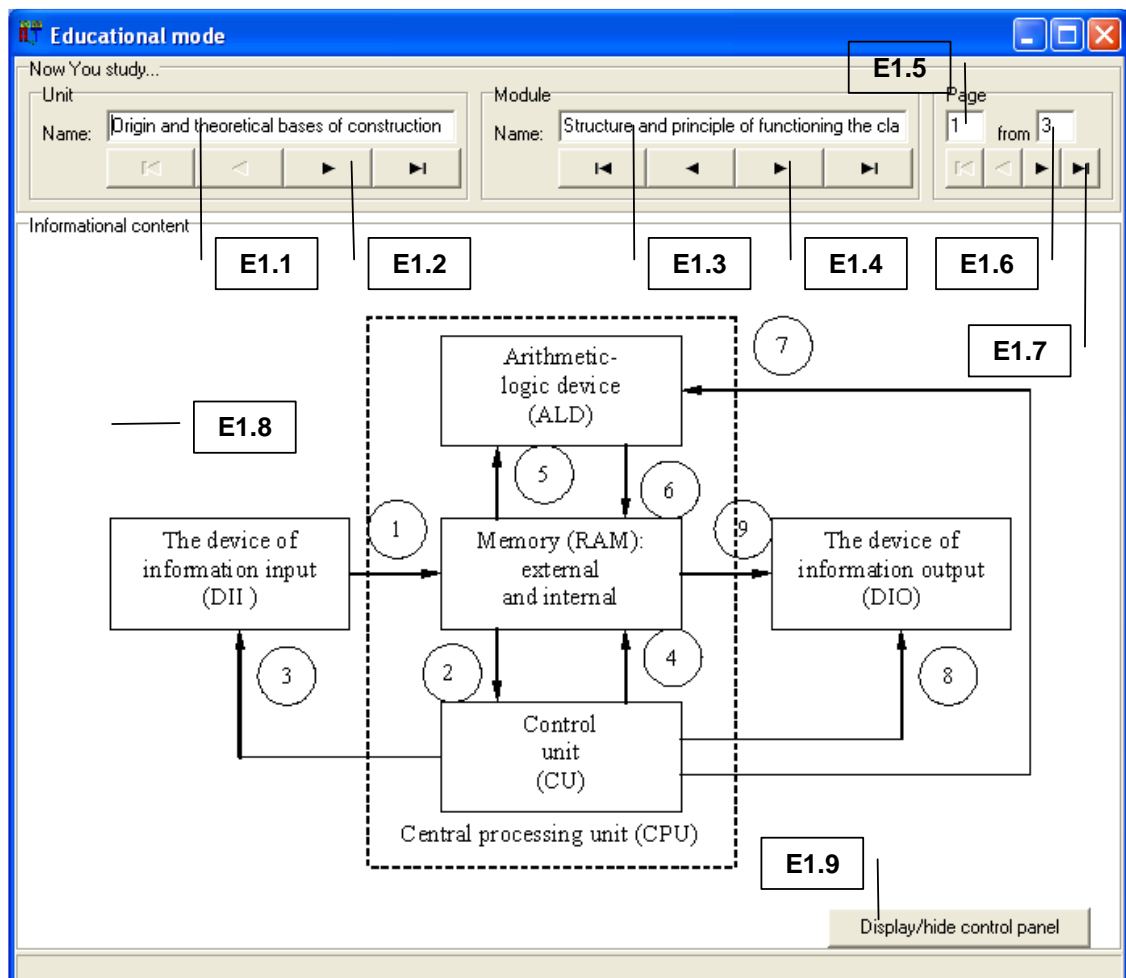 Educational mode
Now You study...
E1.5
Unit
Module
Page
Name: Origin and theoretical bases of construction
Name: Structure and principle of functioning the cla
1 from 3
Informational content
E1.1
E1.2
E1.3
E1.4
E1.6
E1.7
7
Arithmetic-
logic device
(ALD)
E1.8
5
6
1
9
The device of
information input
(DII )
Memory (RAM):
external
and internal
The device of
information output
(DIO)
3
2
4
8
Control
unit
(CU)
Central processing unit (CPU)
E1.9
Display/hide control panel